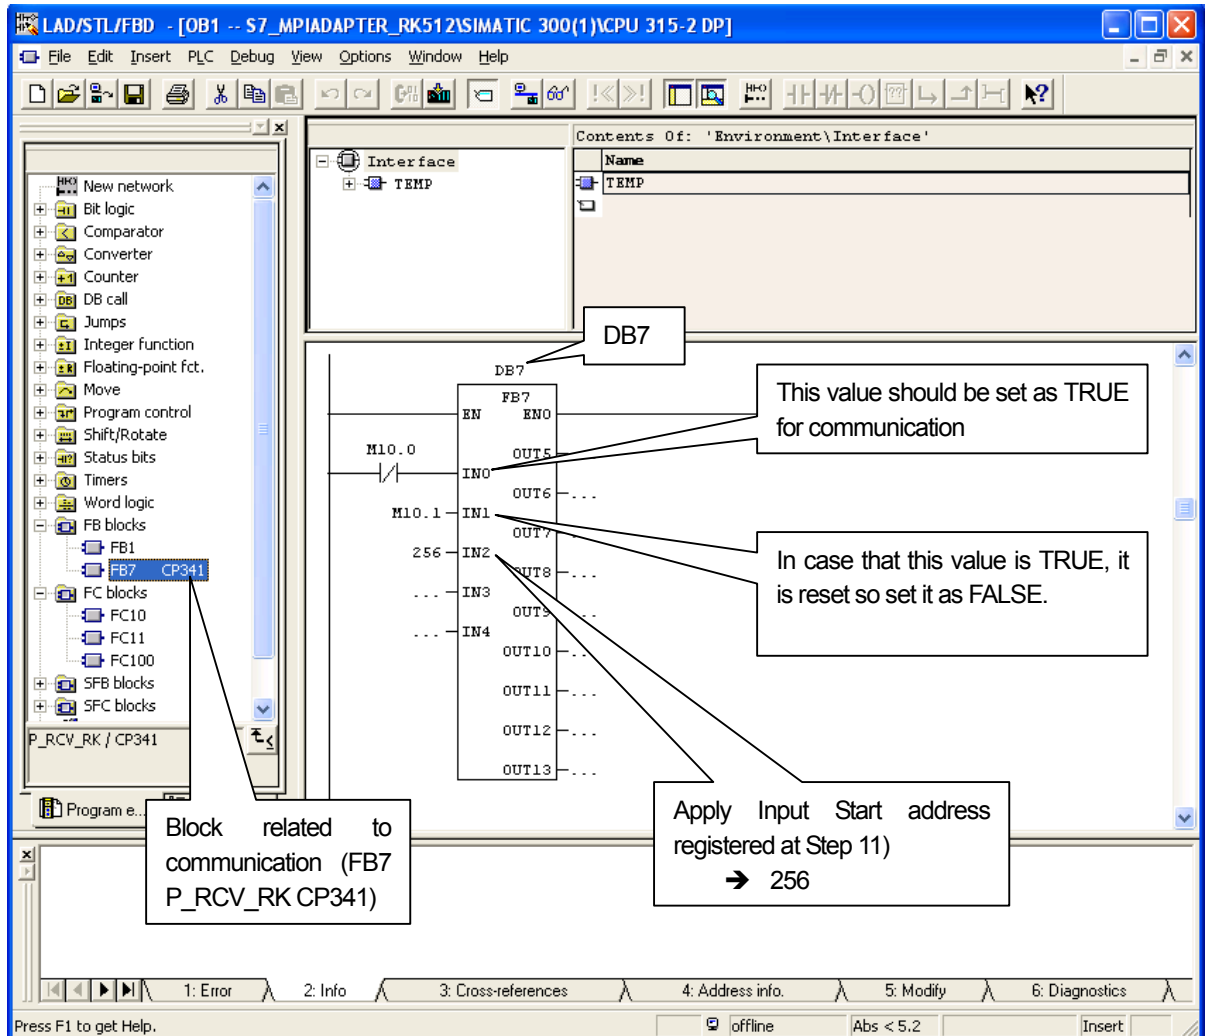 LAD/STL/FBD - [OB1 -- S7_MPIADAPTER_RK512\SIMATIC 300(1)\CPU 315-2 DP]
File Edit Insert PLC Debug View Options Window Help
Contents Of: 'Environment\Interface'
Interface
TEMP
Name
TEMP
New network
Bit logic
Comparator
Converter
Counter
DB call
Jumps
Integer function
Floating-point fct.
Move
Program control
Shift/Rotate
Status bits
Timers
Word logic
FB blocks
FB1
FB7 CP341
FC blocks
FC10
FC11
FC100
SFB blocks
SFC blocks
P_RCV_RK / CP341
Program e...
DB7
DB7
FB7
EN ENO
M10.0
OUT5
IN0
OUT6 ...
M10.1 IN1
OUT7 ...
256 IN2
OUT8 ...
... IN3
OUT9 ...
... IN4
OUT10 ...
OUT11 ...
OUT12 ...
OUT13 ...
This value should be set as TRUE
for communication
In case that this value is TRUE, it
is reset so set it as FALSE.
Apply Input Start address
registered at Step 11)
➔ 256
Block related to
communication (FB7
P_RCV_RK CP341)
1: Error 2: Info 3: Cross-references 4: Address info. 5: Modify 6: Diagnostics
Press F1 to get Help. offline Abs < 5.2 Insert